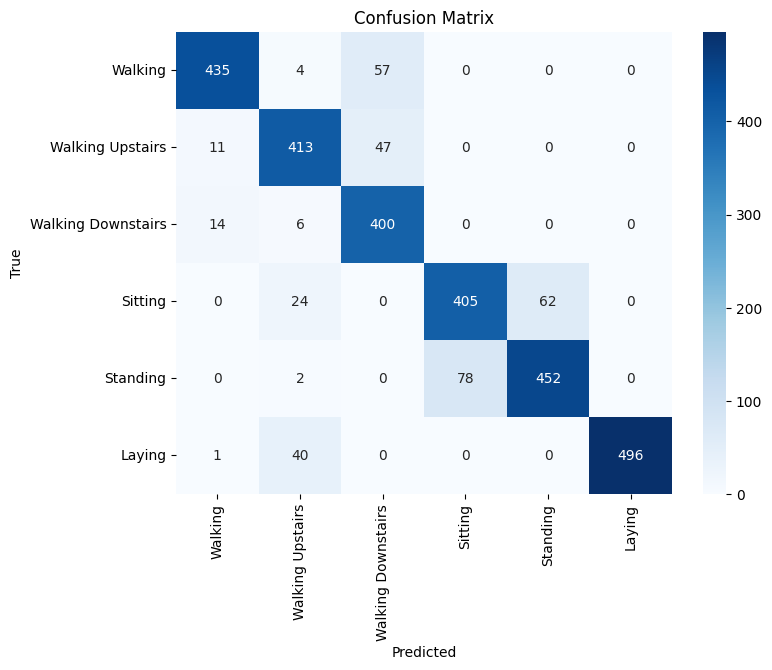 Confusion Matrix
True
Walking 435 4 57 0 0 0
Walking Upstairs 11 413 47 0 0 0
Walking Downstairs 14 6 400 0 0 0
Sitting 0 24 0 405 62 0
Standing 0 2 0 78 452 0
Laying 1 40 0 0 0 496
Walking
Walking Upstairs
Walking Downstairs
Sitting
Standing
Laying
Predicted
400
300
200
100
0